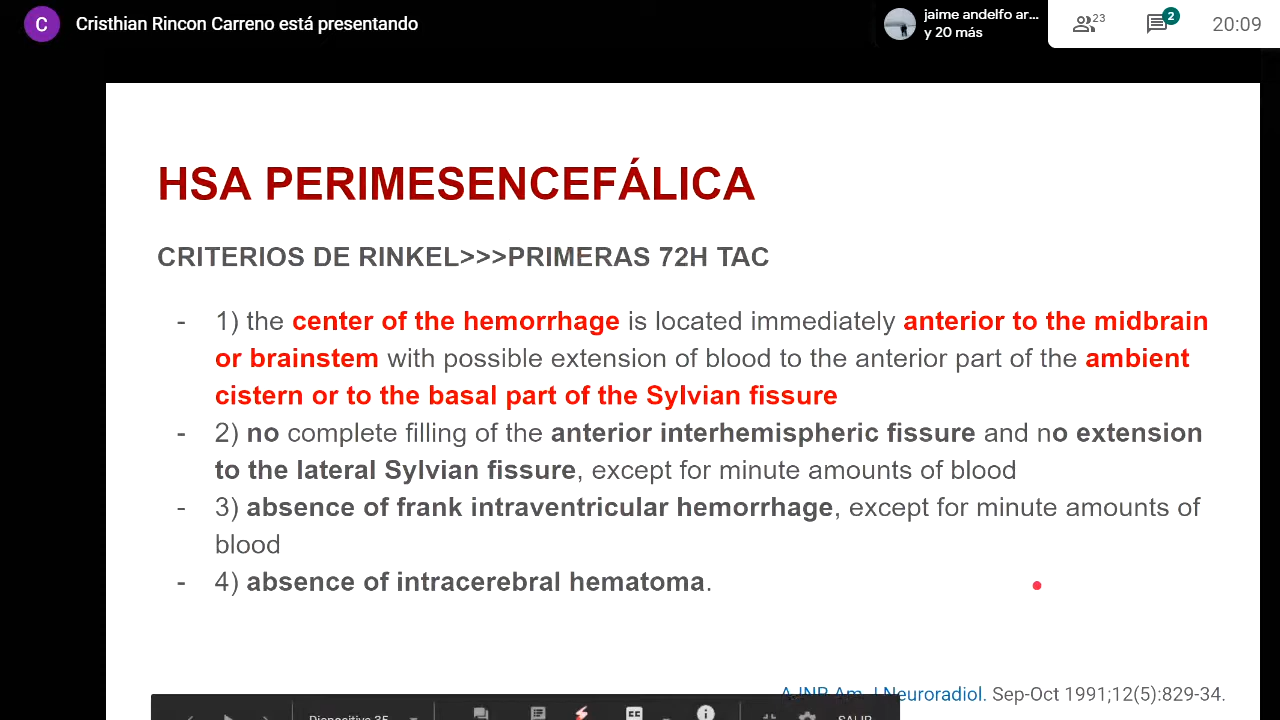 C
Cristhian Rincon Carreno está presentando
jaime andelfo ar...
y 20 más
23
2
20:09
HSA PERIMESENCEFÁLICA
CRITERIOS DE RINKEL>>>PRIMERAS 72H TAC
- 1) the center of the hemorrhage is located immediately anterior to the midbrain
or brainstem with possible extension of blood to the anterior part of the ambient
cistern or to the basal part of the Sylvian fissure
- 2) no complete filling of the anterior interhemispheric fissure and no extension
to the lateral Sylvian fissure, except for minute amounts of blood
- 3) absence of frank intraventricular hemorrhage, except for minute amounts of
blood
- 4) absence of intracerebral hematoma.
AJNR Am J Neuroradiol. Sep-Oct 1991;12(5):829-34.
Diapositiva 35
SALIR